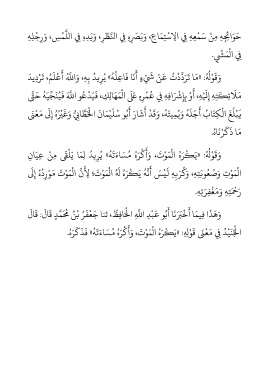 حَوَائِجِهِ مِنْ سَمْعِهِ فِي الِاسْتِمَاعِ، وَبَصَرِهِ فِي النَّظَرِ، وَيَدِهِ فِي اللَّمْسِ، وَرِجْلِهِ
فِي الْمَشْيِ.
وَقَوْلُهُ: «مَا تَرَدَّدْتُ عَنْ شَيْءٍ أَنَا فَاعِلُهُ» يُرِيدُ بِهِ، وَاللَّهُ أَعْلَمُ، تَرْدِيدَ
مَلَائِكَتِهِ إِلَيْهِ، أَوْ بِإِشْرَافِهِ فِي عُمُرِهِ عَلَى الْمَهَالِكِ، فَيَدْعُو اللَّهَ فَيُنَجِّيهِ حَتَّى
يَبْلُغَ الْكِتَابُ أَجَلَهُ وَيُمِيتَهُ، وَقَدْ أَشَارَ أَبُو سُلَيْمَانَ الْخَطَّابِيُّ وَغَيْرُهُ إِلَى مَعْنَى
مَا ذَكَرْنَاهُ.
وَقَوْلُهُ: «يَكْرَهُ الْمَوْتَ، وَأَكْرَهُ مُسَاءَتَهُ» يُرِيدُ لِمَا يَلْقَى مِنْ عِيَانِ
الْمَوْتِ وَصُعُوبَتِهِ، وَكَرْبِهِ لَيْسَ أَنَّهُ يَكْرَهُ لَهُ الْمَوْتَ؛ لِأَنَّ الْمَوْتَ مَوْرِدُهُ إِلَى
رَحْمَتِهِ وَمَغْفِرَتِهِ.
وَهَذَا فِيمَا أَخْبَرَنَا أَبُو عَبْدِ اللَّهِ الْحَافِظُ، ثنا جَعْفَرُ بْنُ مُحَمَّدٍ قَالَ: قَالَ
الْجُنَيْدُ فِي مَعْنَى قَوْلِهِ: «يَكْرَهُ الْمَوْتَ، وَأَكْرَهُ مُسَاءَتَهُ» فَذَكَرَهُ.